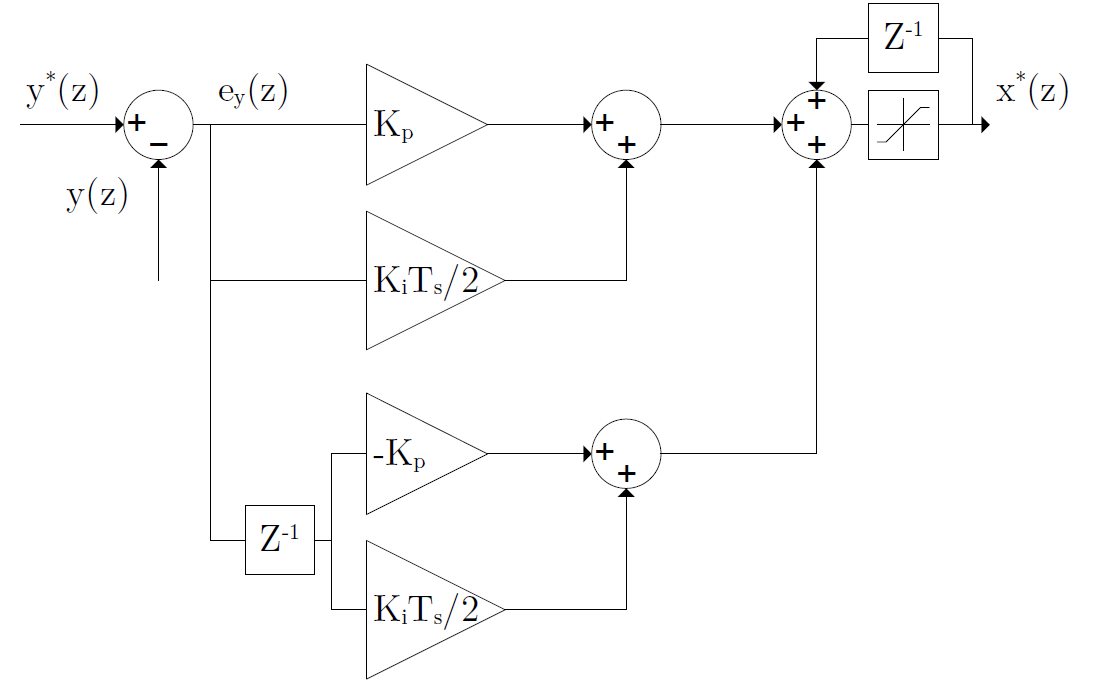 Z⁻¹
y*(z)
e_y(z)
x*(z)
+
−
K_p
+
+
+
+
+
y(z)
K_iT_s/2
-K_p
+
+
Z⁻¹
K_iT_s/2